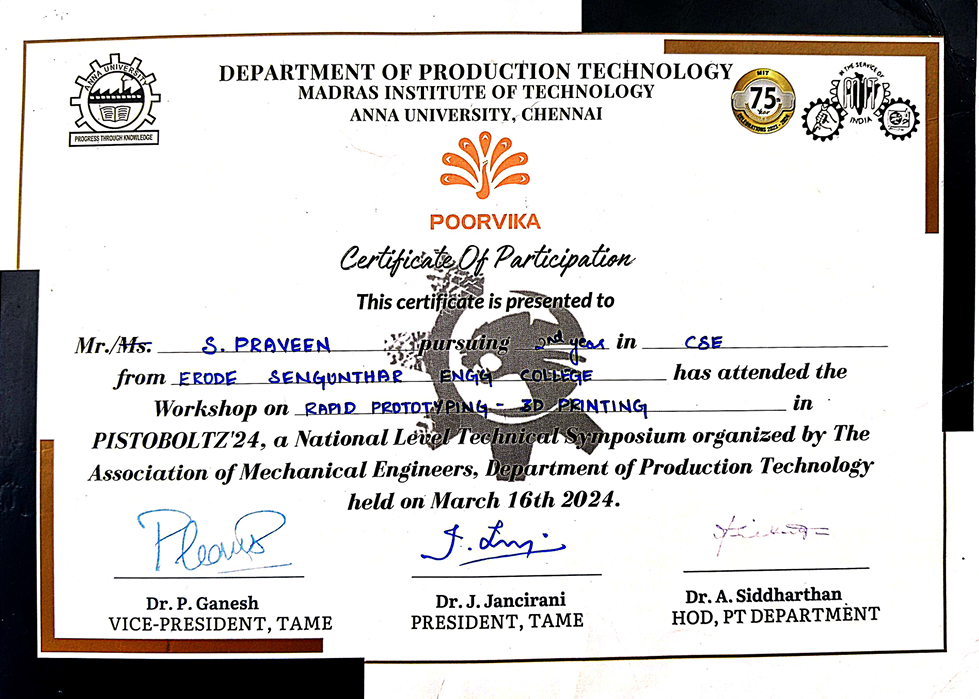 DEPARTMENT OF PRODUCTION TECHNOLOGY
MADRAS INSTITUTE OF TECHNOLOGY
ANNA UNIVERSITY, CHENNAI
ANNA UNIVERSITY
PROGRESS THROUGH KNOWLEDGE
MIT
75
CELEBRATIONS 2023 - 2024
IN THE SERVICE OF
MIT
INDIA
POORVIKA
Certificate Of Participation
This certificate is presented to
Mr./Ms. S. PRAVEEN pursuing 2nd year in CSE
from ERODE SENGUNTHAR ENGG COLLEGE has attended the
Workshop on RAPID PROTOTYPING - 3D PRINTING in
PISTOBOLTZ'24, a National Level Technical Symposium organized by The
Association of Mechanical Engineers, Department of Production Technology
held on March 16th 2024.
Dr. P. Ganesh
VICE-PRESIDENT, TAME
Dr. J. Jancirani
PRESIDENT, TAME
Dr. A. Siddharthan
HOD, PT DEPARTMENT